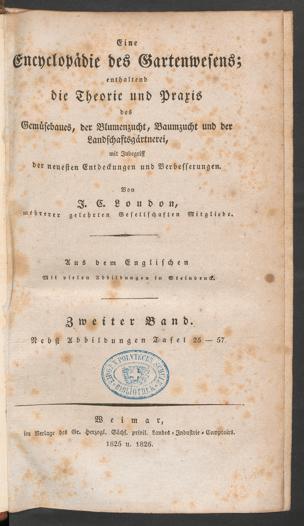 Eine
Encyclopädie des Gartenwesens;
enthaltend
die Theorie und Praxis
des
Gemüsebaues, der Blumenzucht, Baumzucht und der
Landschaftsgärtnerei,
mit Inbegriff
der neuesten Entdeckungen und Verbesserungen.
Von
J. C. Loudon,
mehrerer gelehrten Gesellschaften Mitgliede.
Aus dem Englischen
Mit vielen Abbildungen in Steindruck.
Zweiter Band.
Nebst Abbildungen Tafel 25 — 57
BIBLIOTHEK
Weimar,
im Verlage des Gr. Herzogl. Sächs. privil. Landes-Industrie-Comptoirs.
1825 u. 1826.